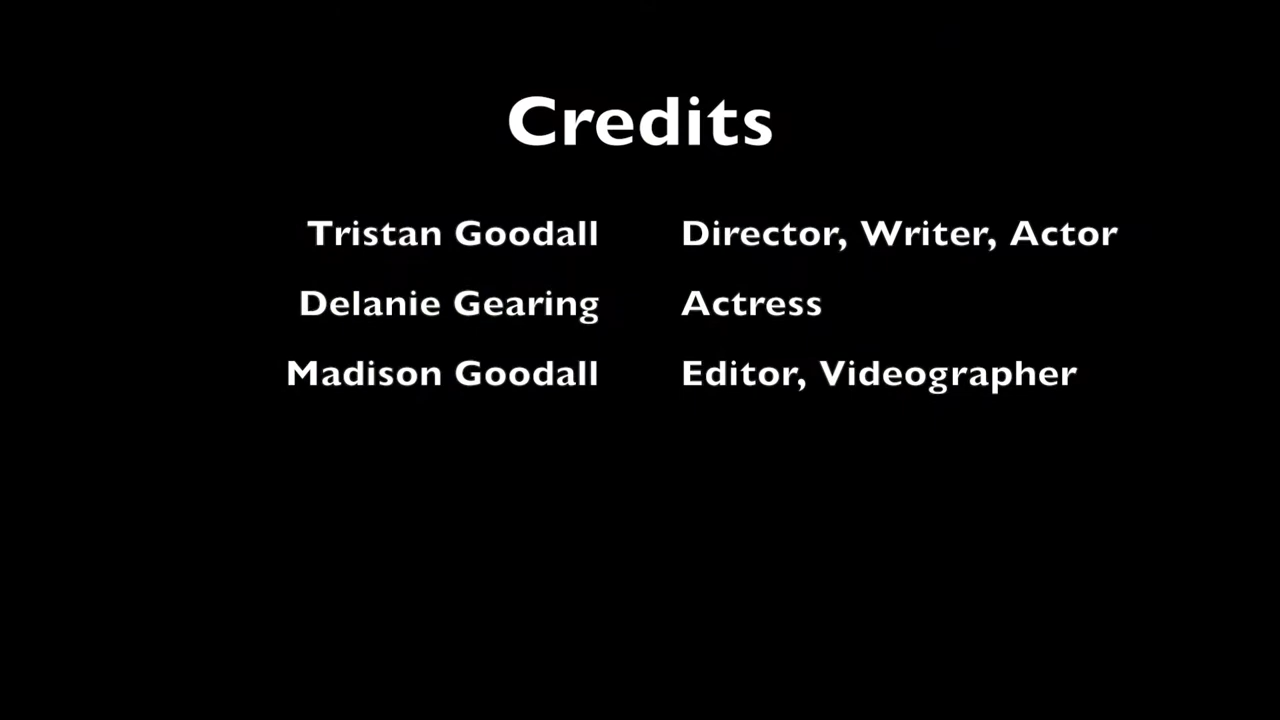 Credits
Tristan Goodall Director, Writer, Actor
Delanie Gearing Actress
Madison Goodall Editor, Videographer